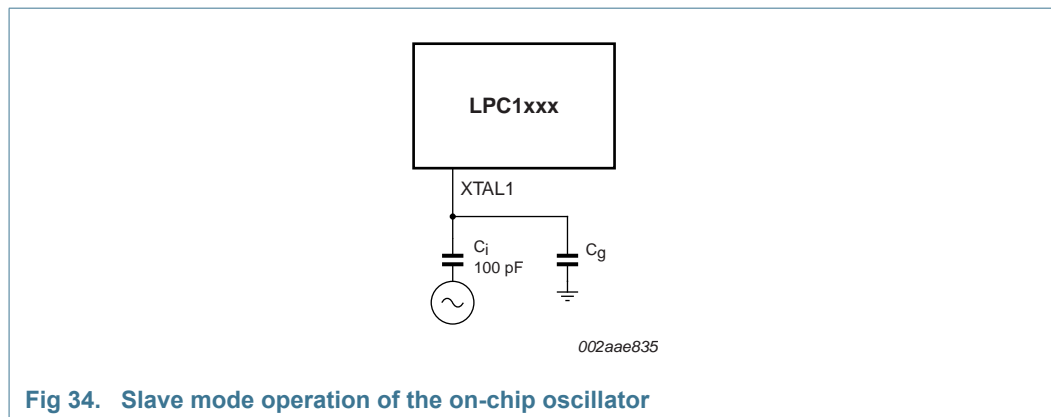 LPC1xxx
XTAL1
Ci
100 pF
Cg
002aae835
Fig 34. Slave mode operation of the on-chip oscillator